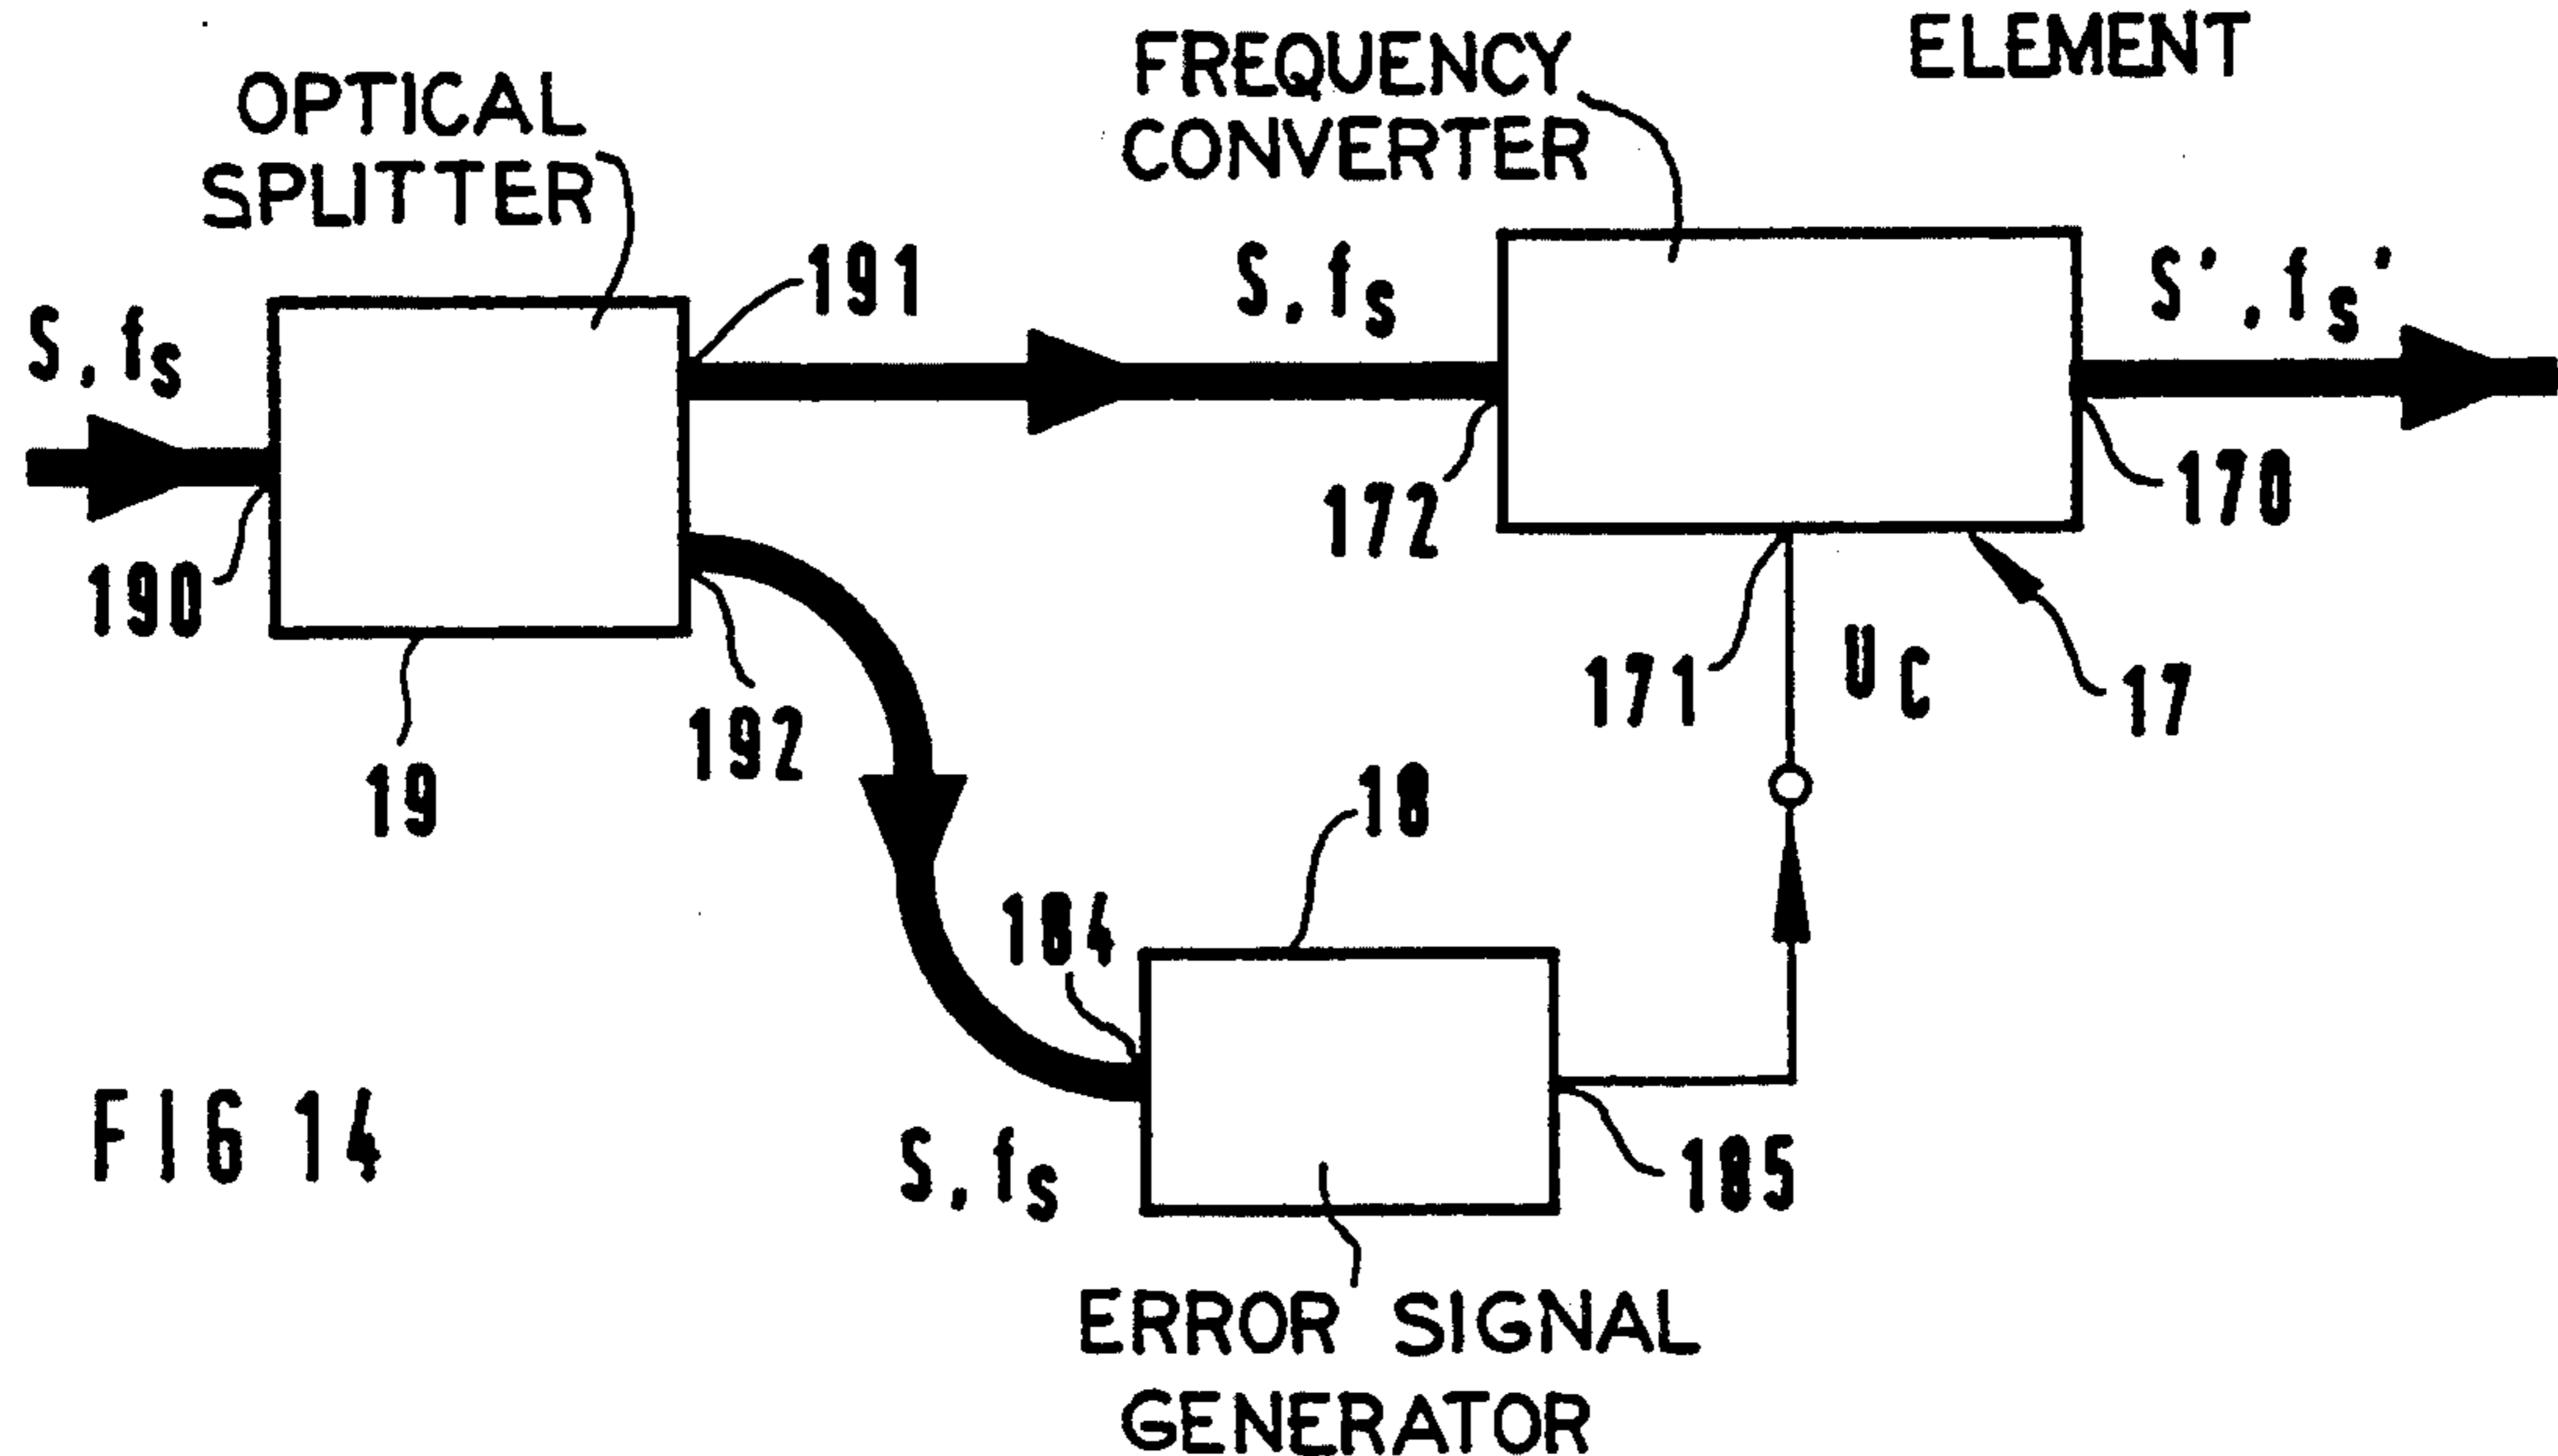 ELEMENT
FREQUENCY
CONVERTER
OPTICAL
SPLITTER
191
S, fs
S', fs'
S, fs
172
170
190
171
UC
17
192
19
18
184
185
S, fs
FIG 14
ERROR SIGNAL
GENERATOR